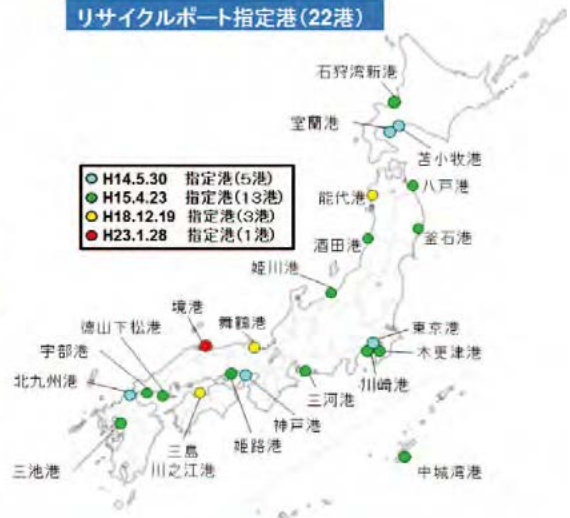 リサイクルポート指定港(22港)
石狩湾新港
室蘭港
苫小牧港
H14.5.30 指定港(5港)
H15.4.23 指定港(13港)
H18.12.19 指定港(3港)
H23.1.28 指定港(1港)
能代港
八戸港
酒田港
釜石港
姫川港
境港
舞鶴港
徳山下松港
宇部港
北九州港
東京港
木更津港
川崎港
三河港
神戸港
姫路港
三島
川之江港
三池港
中城湾港